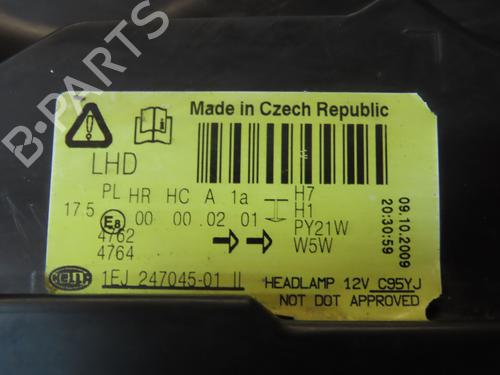 B-PARTS
Made in Czech Republic
LHD
PL HR HC A 1a H7
17.5 E8 00 00 02 01 H1
4762 PY21W
4764 W5W
1EJ 247045-01 II HEADLAMP 12V C95YJ
NOT DOT APPROVED
09.10.2009
20:30:59